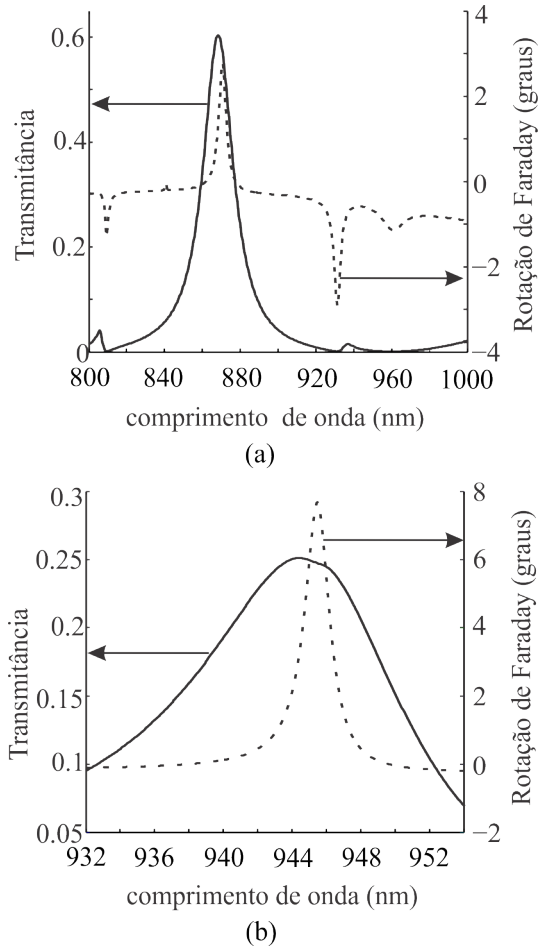 0.6
0.4
0.2
0
Transmitância
4
2
0
−2
−4
Rotação de Faraday (graus)
800 840 880 920 960 1000
comprimento de onda (nm)
(a)
0.3
0.25
0.2
0.15
0.1
0.05
Transmitância
8
6
4
2
0
−2
Rotação de Faraday (graus)
932 936 940 944 948 952
comprimento de onda (nm)
(b)